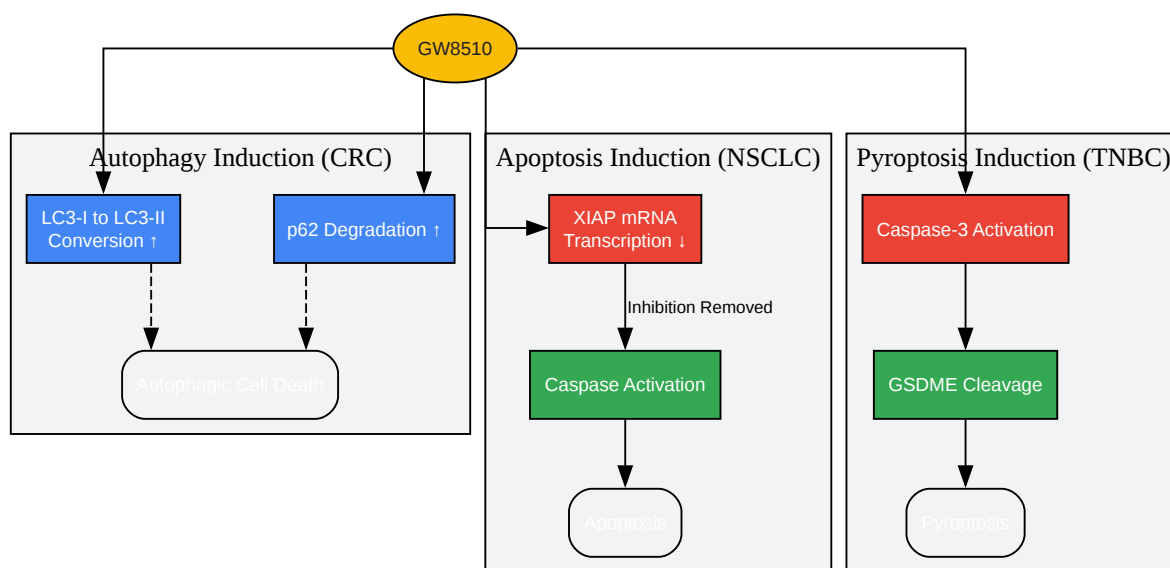 GW8510
Autophagy Induction (CRC)
Apoptosis Induction (NSCLC)
Pyroptosis Induction (TNBC)
LC3-I to LC3-II
Conversion ↑
p62 Degradation ↑
XIAP mRNA
Transcription ↓
Caspase-3 Activation
Inhibition Removed
Autophagic Cell Death
Caspase Activation
GSDME Cleavage
Apoptosis
Pyroptosis